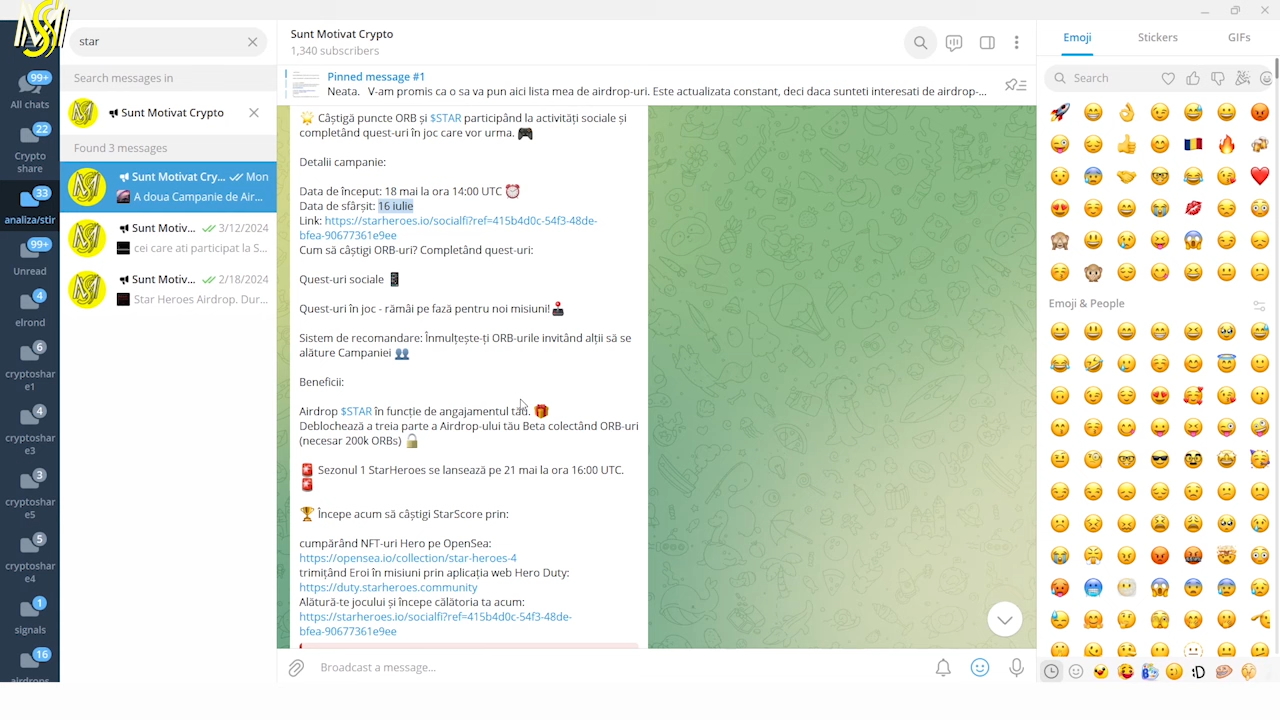 star
Search messages in
Sunt Motivat Crypto
Found 3 messages
Sunt Motivat Cry... Mon
A doua Campanie de Air...
Sunt Motiv... 3/12/2024
cei care ati participat la S...
Sunt Motiv... 2/18/2024
Star Heroes Airdrop. Dur...
99+
All chats
22
Crypto
share
33
analiza/stir
99+
Unread
4
elrond
6
cryptoshar
e1
4
cryptoshar
e3
3
cryptoshar
e5
5
cryptoshar
e4
1
signals
16
airdrops
Sunt Motivat Crypto
1,340 subscribers
Pinned message #1
Neata. V-am promis ca o sa va pun aici lista mea de airdrop-uri. Este actualizata constant, deci daca sunteti interesati de airdrop-...
Câștigă puncte ORB și $STAR participând la activități sociale și
completând quest-uri în joc care vor urma.
Detalii campanie:
Data de început: 18 mai la ora 14:00 UTC
Data de sfârșit: 16 iulie
Link: https://starheroes.io/socialfi?ref=415b4d0c-54f3-48de-
bfea-90677361e9ee
Cum să câștigi ORB-uri? Completând quest-uri:
Quest-uri sociale
Quest-uri în joc - rămâi pe fază pentru noi misiuni!
Sistem de recomandare: Înmulțește-ți ORB-urile invitând alții să se
alăture Campaniei
Beneficii:
Airdrop $STAR în funcție de angajamentul tău.
Deblochează a treia parte a Airdrop-ului tău Beta colectând ORB-uri
(necesar 200k ORBs)
Sezonul 1 StarHeroes se lansează pe 21 mai la ora 16:00 UTC.
Începe acum să câștigi StarScore prin:
cumpărând NFT-uri Hero pe OpenSea:
https://opensea.io/collection/star-heroes-4
trimițând Eroi în misiuni prin aplicația web Hero Duty:
https://duty.starheroes.community
Alătură-te jocului și începe călătoria ta acum:
https://starheroes.io/socialfi?ref=415b4d0c-54f3-48de-
bfea-90677361e9ee
Broadcast a message...
Emoji Stickers GIFs
Search
Emoji & People